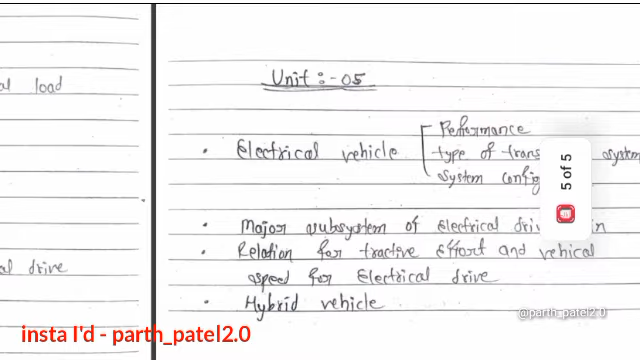 al load
al drive
Unit :- 05
• Electrical vehicle
Performance
type of trans system
system config
• Major subsystem of Electrical driv in
• Relation for tractive Effort and vehical
speed for Electrical drive
• Hybrid vehicle
5 of 5
@parth_patel2.0
insta I'd - parth_patel2.0